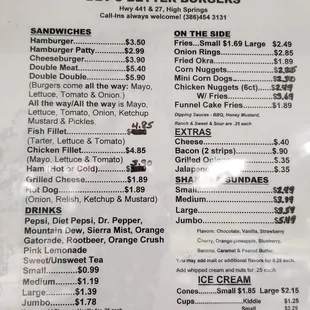 BETTER BURGERS
Hwy 441 & 27, High Springs
Call-Ins always welcome! (386)454 3131
SANDWICHES
Hamburger $3.50
Hamburger Patty $2.99
Cheeseburger $3.90
Double Meat $5.40
Double Double $5.90
(Burgers come all the way: Mayo,
Lettuce, Tomato & Onion.)
All the way/All the way is Mayo,
Lettuce, Tomato, Onion, Ketchup
Mustard & Pickles.
Fish Fillet 4.85
(Tarter, Lettuce & Tomato)
Chicken Fillet $4.85
(Mayo, Lettuce & Tomato)
Ham (Hot or Cold)
Grilled Cheese $1.89
Hot Dog $1.89
(Onion, Relish, Ketchup & Mustard)
DRINKS
Pepsi, Diet Pepsi, Dr. Pepper,
Mountain Dew, Sierra Mist, Orange
Gatorade, Rootbeer, Orange Crush
Pink Lemonade
Sweet/Unsweet Tea
Small $0.99
Medium $1.19
Large $1.39
Jumbo $1.78
ON THE SIDE
Fries...Small $1.69 Large $2.49
Onion Rings $2.85
Fried Okra $1.89
Corn Nuggets
Mini Corn Dogs
Chicken Nuggets (6ct)
W/ Fries
Funnel Cake Fries $1.89
Dipping Sauces - BBQ, Honey Mustard,
Ranch & Sweet & Sour are .25 each
EXTRAS
Cheese .40
Bacon (2 strips) .90
Grilled Onions .35
Jalapeno $.35
SUNDAES
Small
Medium
Large
Jumbo
Flavors: Chocolate, Vanilla, Strawberry
Cherry, Orange-pineapple, Blueberry,
Banana, Caramel & Peanut Butter.
You may add malt or additional flavors for 0.25 each
Add whipped cream and nuts for .25 each.
ICE CREAM
Cones Small $1.85 Large $2.15
Cups Kiddie $1.25
Small